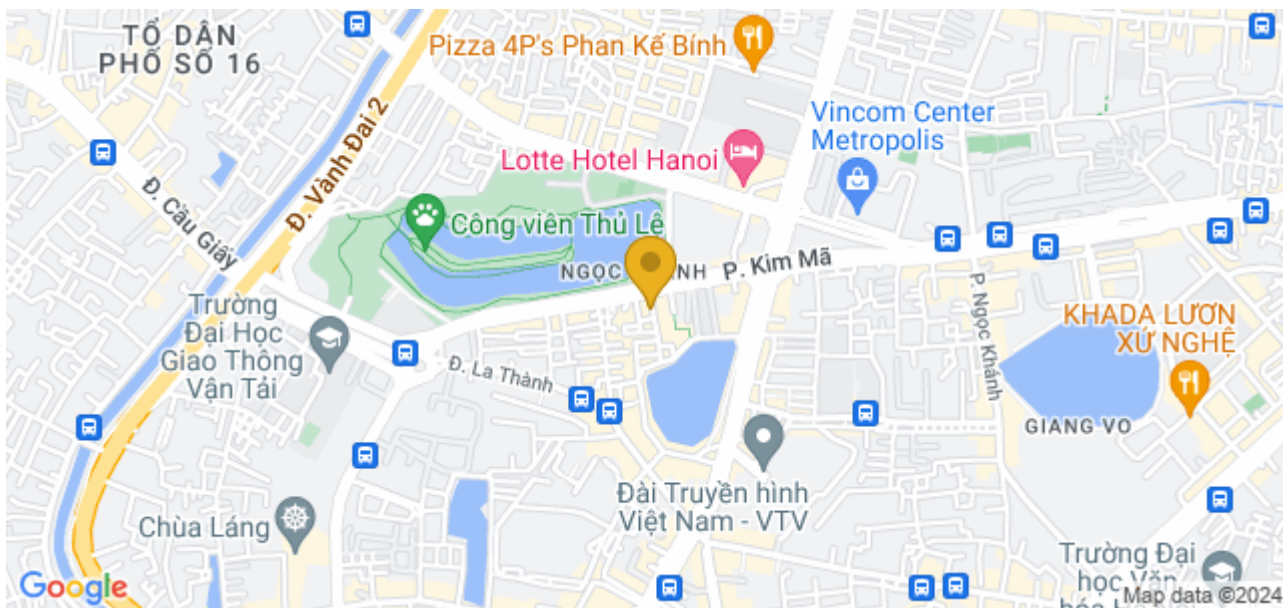 TỔ DÂN
PHỐ SỐ 16
Pizza 4P's Phan Kế Bính
Vincom Center
Metropolis
Lotte Hotel Hanoi
Đ. Vành Đai 2
Đ. Cầu Giấy
Công viên Thủ Lệ
NGỌC
NH
P. Kim Mã
P. Ngọc Khánh
Trường
Đại Học
Giao Thông
Vận Tải
KHADA LƯƠN
XỨ NGHỆ
Đ. La Thành
GIANG VO
Đài Truyền hình
Việt Nam - VTV
Chùa Láng
Trường Đại
học Văn
Google
Map data ©2024